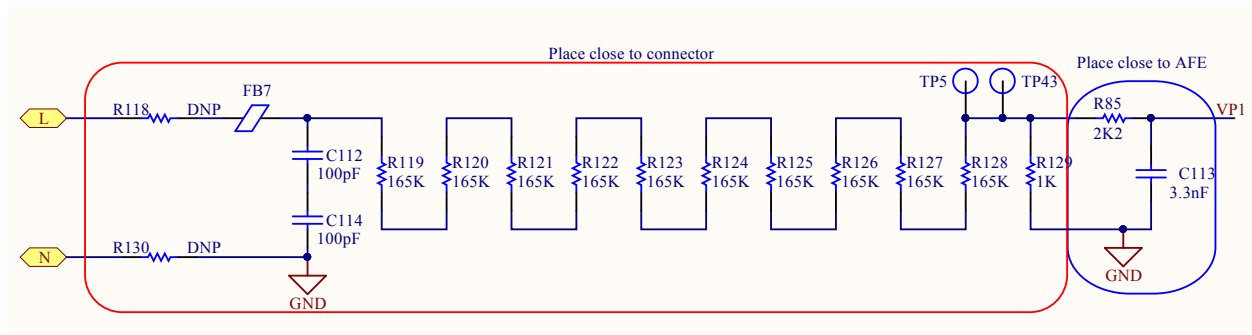 Place close to connector
Place close to AFE
FB7
TP5
TP43
L
R118
DNP
R85
2K2
VP1
C112
100pF
R119
165K
R120
165K
R121
165K
R122
165K
R123
165K
R124
165K
R125
165K
R126
165K
R127
165K
R128
165K
R129
1K
C113
3.3nF
C114
100pF
N
R130
DNP
GND
GND